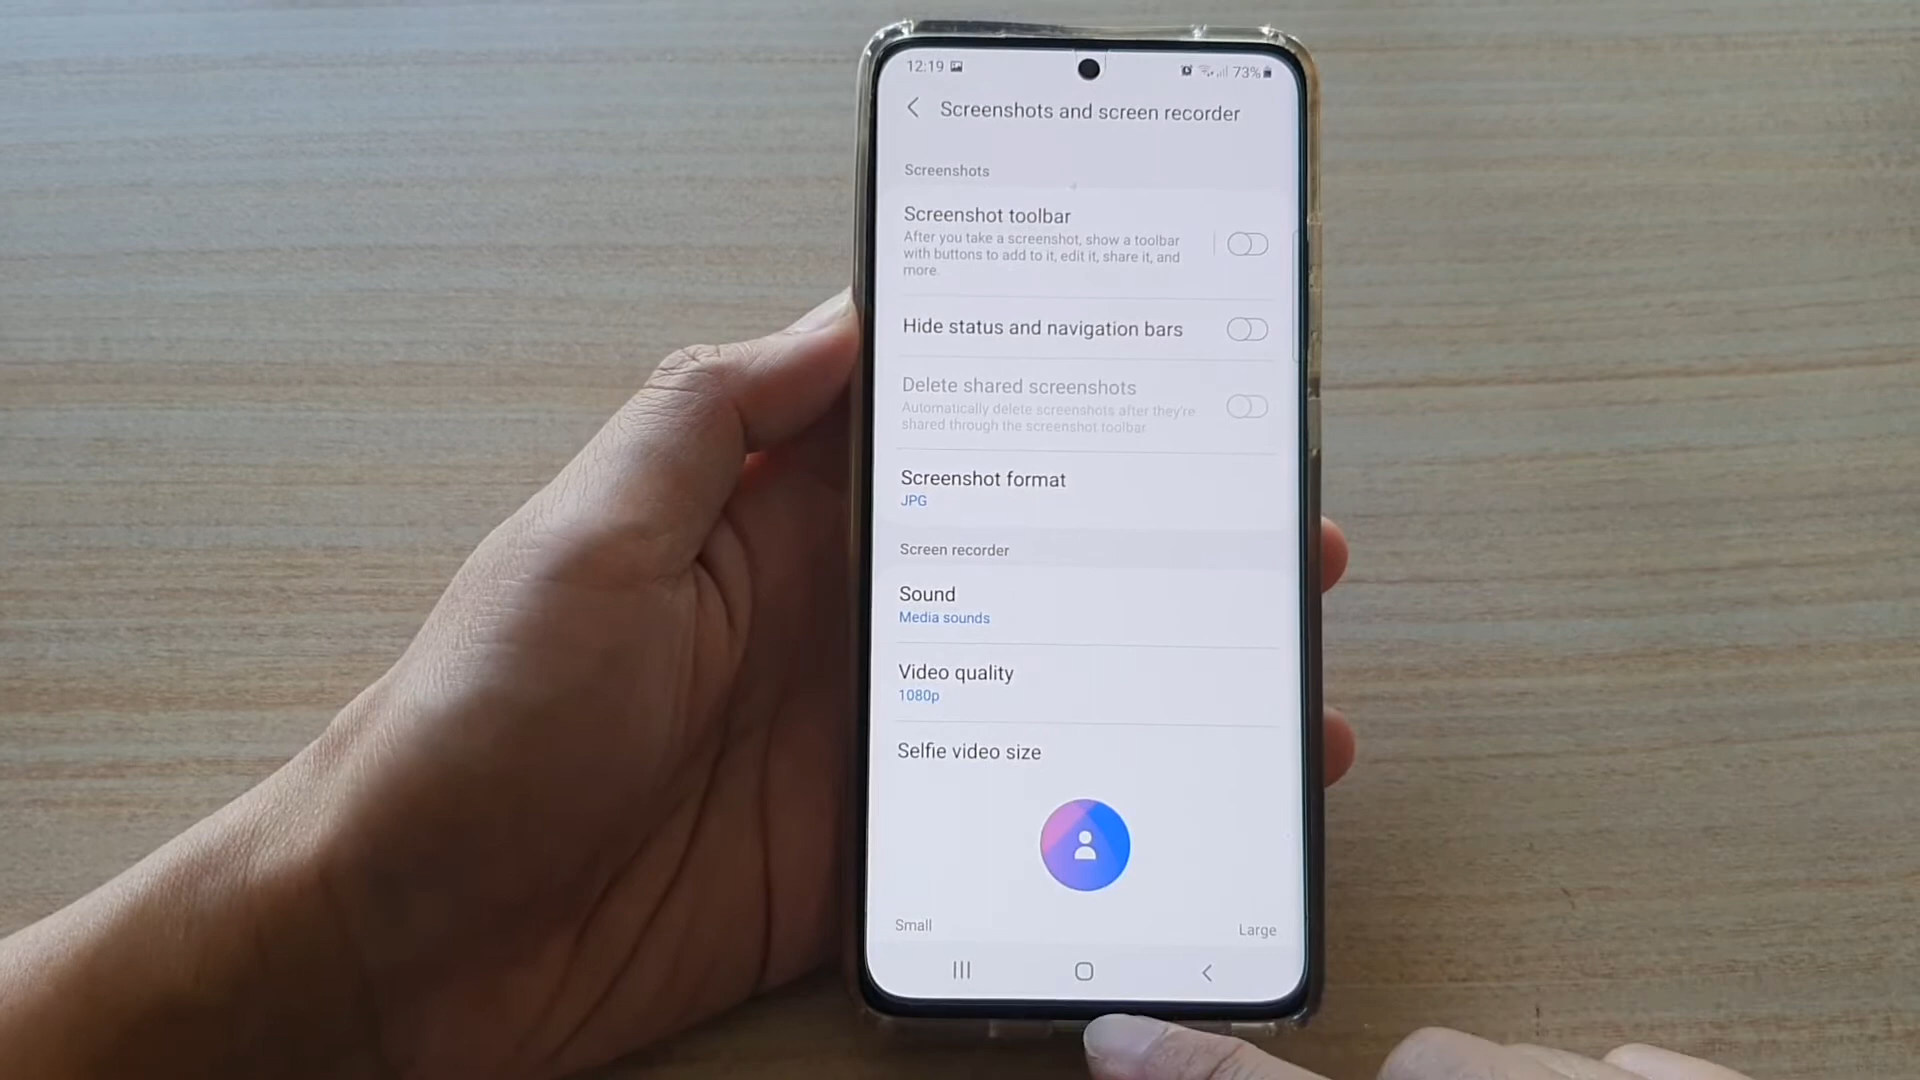 12:19
73%
Screenshots and screen recorder
Screenshots
Screenshot toolbar
After you take a screenshot, show a toolbar
with buttons to add to it, edit it, share it, and
more.
Hide status and navigation bars
Delete shared screenshots
Automatically delete screenshots after they're
shared through the screenshot toolbar.
Screenshot format
JPG
Screen recorder
Sound
Media sounds
Video quality
1080p
Selfie video size
Small
Large